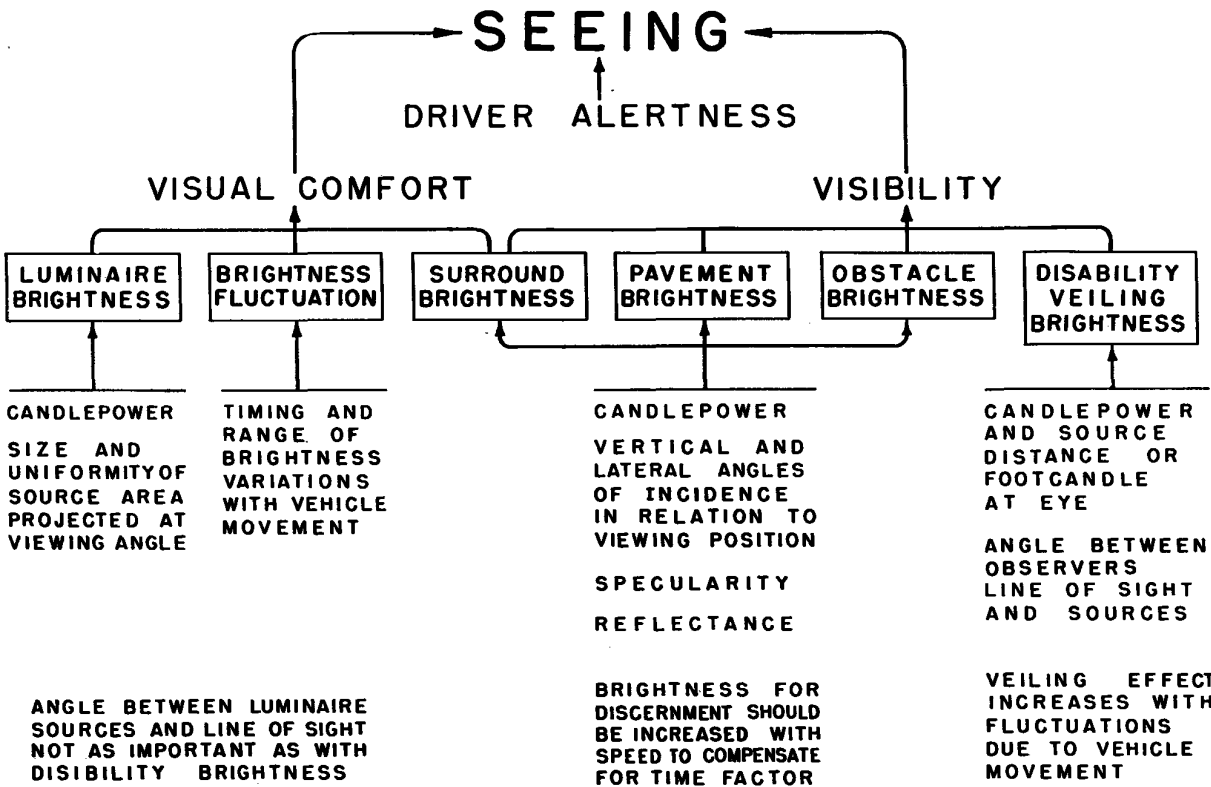 SEEING
DRIVER ALERTNESS
VISUAL COMFORT
VISIBILITY
LUMINAIRE
BRIGHTNESS
BRIGHTNESS
FLUCTUATION
SURROUND
BRIGHTNESS
PAVEMENT
BRIGHTNESS
OBSTACLE
BRIGHTNESS
DISABILITY
VEILING
BRIGHTNESS
CANDLEPOWER
SIZE AND
UNIFORMITY OF
SOURCE AREA
PROJECTED AT
VIEWING ANGLE
TIMING AND
RANGE OF
BRIGHTNESS
VARIATIONS
WITH VEHICLE
MOVEMENT
CANDLEPOWER
VERTICAL AND
LATERAL ANGLES
OF INCIDENCE
IN RELATION TO
VIEWING POSITION
SPECULARITY
REFLECTANCE
CANDLEPOWER
AND SOURCE
DISTANCE OR
FOOTCANDLE
AT EYE
ANGLE BETWEEN
OBSERVERS
LINE OF SIGHT
AND SOURCES
ANGLE BETWEEN LUMINAIRE
SOURCES AND LINE OF SIGHT
NOT AS IMPORTANT AS WITH
DISIBILITY BRIGHTNESS
BRIGHTNESS FOR
DISCERNMENT SHOULD
BE INCREASED WITH
SPEED TO COMPENSATE
FOR TIME FACTOR
VEILING EFFECT
INCREASES WITH
FLUCTUATIONS
DUE TO VEHICLE
MOVEMENT